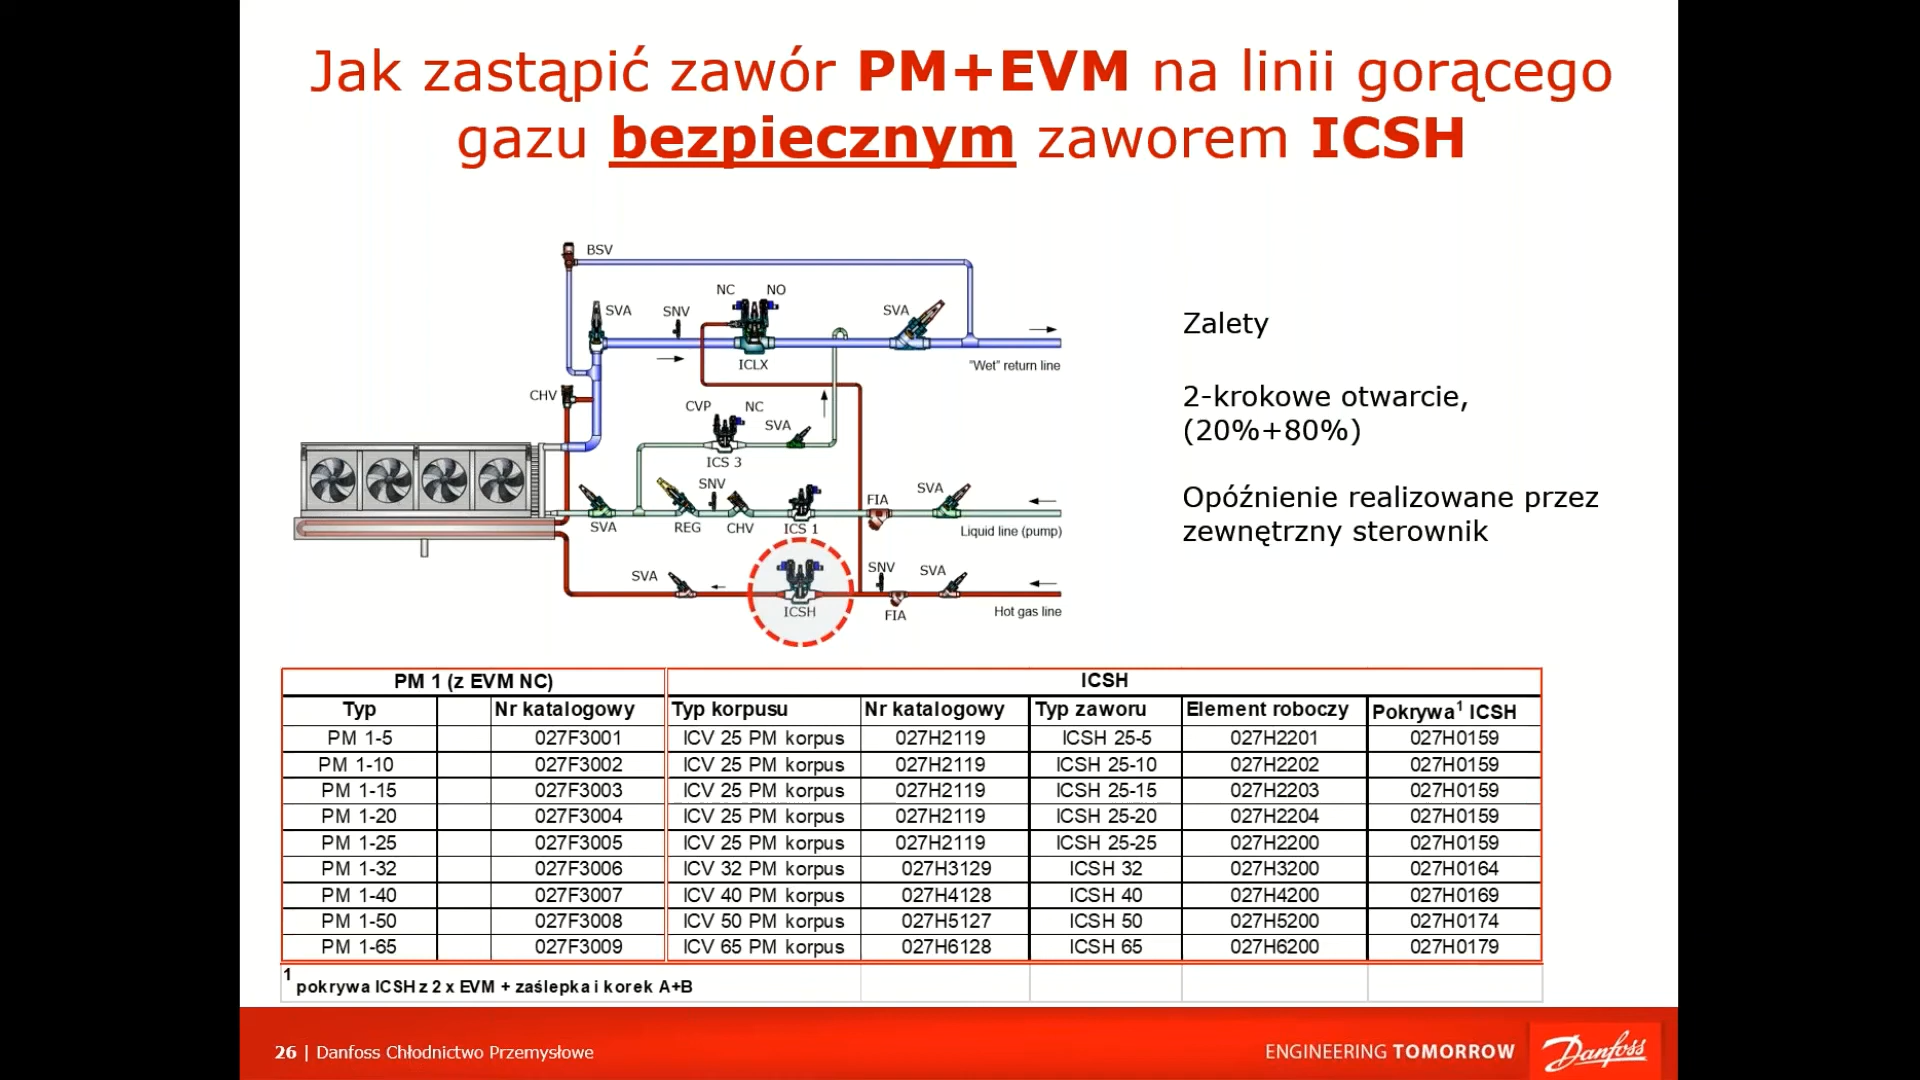 Jak zastąpić zawór PM+EVM na linii gorącego
gazu bezpiecznym zaworem ICSH
BSV
NC NO
SVA SNV SVA
ICLX
"Wet" return line
CHV
CVP NC
SVA
ICS 3
SNV
FIA SVA
SVA REG CHV ICS 1
Liquid line (pump)
SVA SNV SVA
ICSH FIA Hot gas line
Zalety
2-krokowe otwarcie,
(20%+80%)
Opóźnienie realizowane przez
zewnętrzny sterownik
PM 1 (z EVM NC) ICSH
Typ Nr katalogowy Typ korpusu Nr katalogowy Typ zaworu Element roboczy Pokrywa¹ ICSH
PM 1-5 027F3001 ICV 25 PM korpus 027H2119 ICSH 25-5 027H2201 027H0159
PM 1-10 027F3002 ICV 25 PM korpus 027H2119 ICSH 25-10 027H2202 027H0159
PM 1-15 027F3003 ICV 25 PM korpus 027H2119 ICSH 25-15 027H2203 027H0159
PM 1-20 027F3004 ICV 25 PM korpus 027H2119 ICSH 25-20 027H2204 027H0159
PM 1-25 027F3005 ICV 25 PM korpus 027H2119 ICSH 25-25 027H2200 027H0159
PM 1-32 027F3006 ICV 32 PM korpus 027H3129 ICSH 32 027H3200 027H0164
PM 1-40 027F3007 ICV 40 PM korpus 027H4128 ICSH 40 027H4200 027H0169
PM 1-50 027F3008 ICV 50 PM korpus 027H5127 ICSH 50 027H5200 027H0174
PM 1-65 027F3009 ICV 65 PM korpus 027H6128 ICSH 65 027H6200 027H0179
1 pokrywa ICSH z 2 x EVM + zaślepka i korek A+B
26 | Danfoss Chłodnictwo Przemysłowe
ENGINEERING TOMORROW
Danfoss